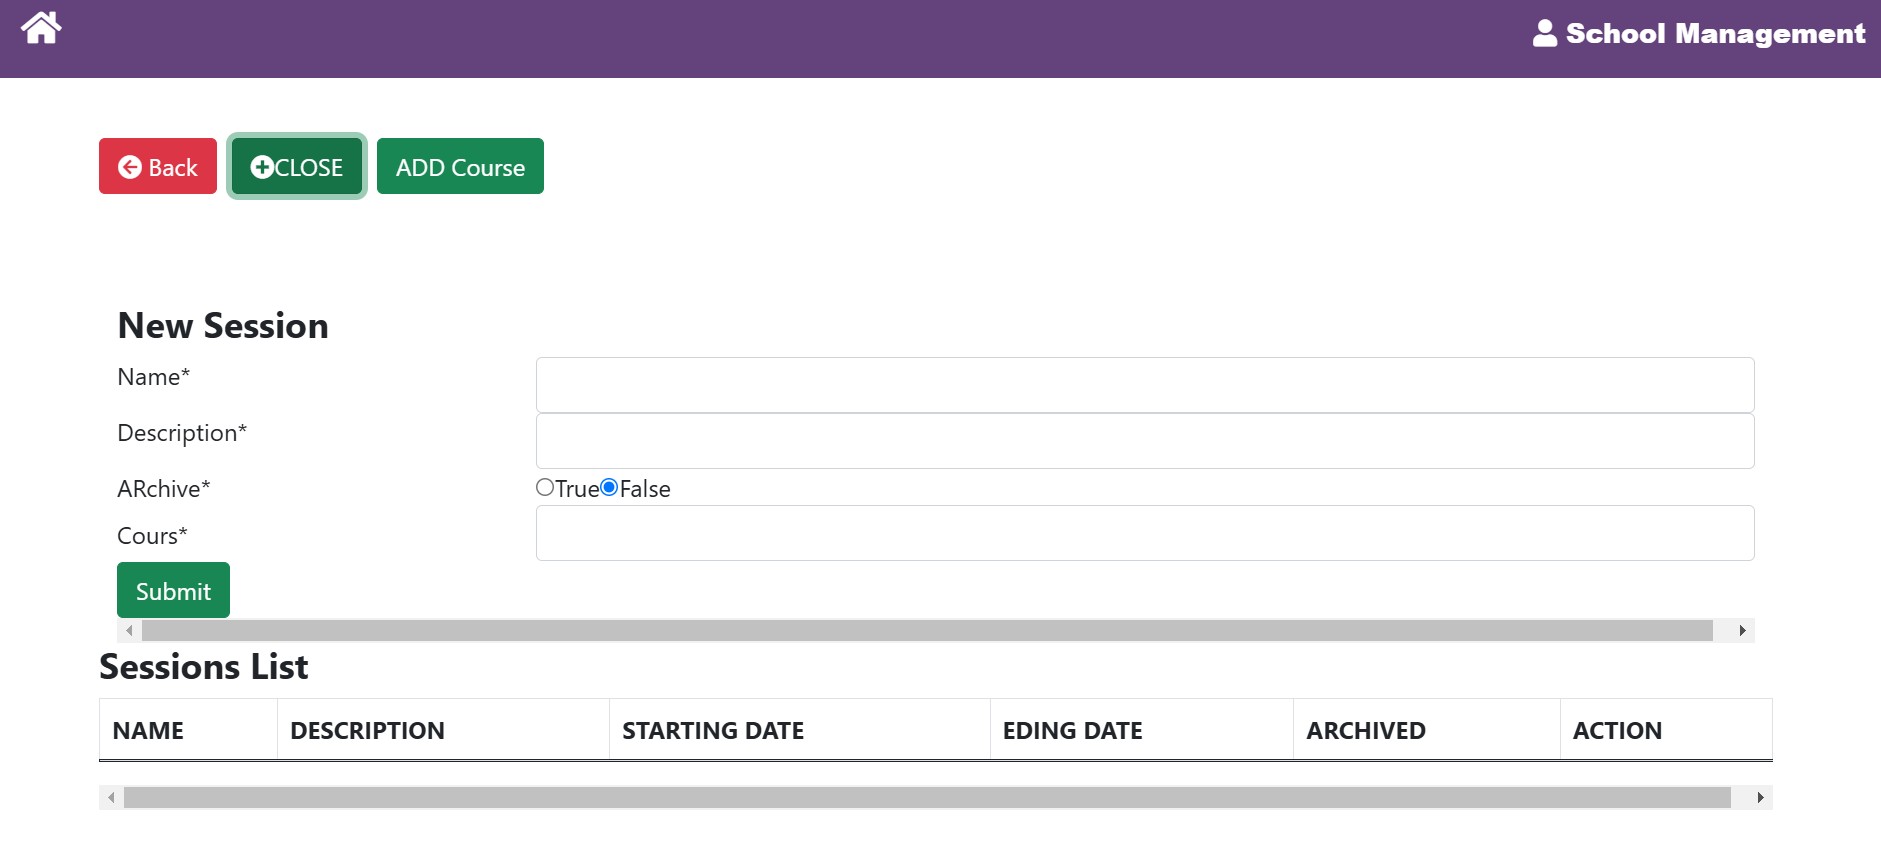 School Management
Back
CLOSE
ADD Course
New Session
Name*
Description*
ARchive*
True
False
Cours*
Submit
Sessions List
NAME
DESCRIPTION
STARTING DATE
EDING DATE
ARCHIVED
ACTION